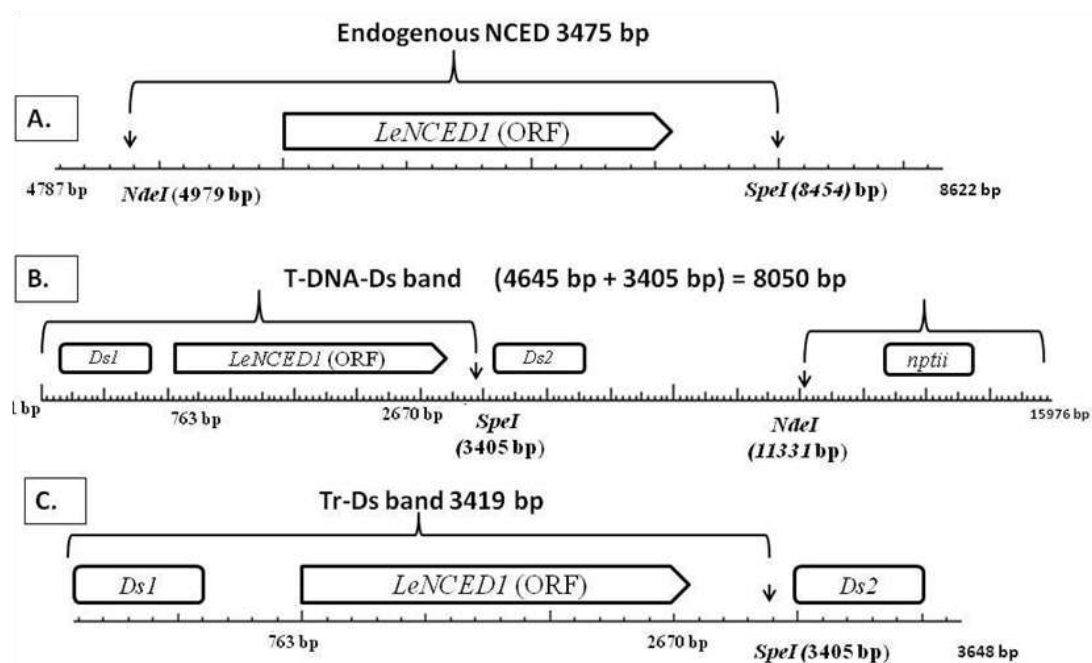 Endogenous NCED 3475 bp
A.
LeNCED1 (ORF)
4787 bp
NdeI (4979 bp)
SpeI (8454) bp)
8622 bp
B.
T-DNA-Ds band (4645 bp + 3405 bp) = 8050 bp
Ds1
LeNCED1 (ORF)
Ds2
nptii
1 bp
763 bp
2670 bp
SpeI
(3405 bp)
NdeI
(11331 bp)
15976 bp
C.
Tr-Ds band 3419 bp
Ds1
LeNCED1 (ORF)
Ds2
763 bp
2670 bp
SpeI (3405 bp)
3648 bp